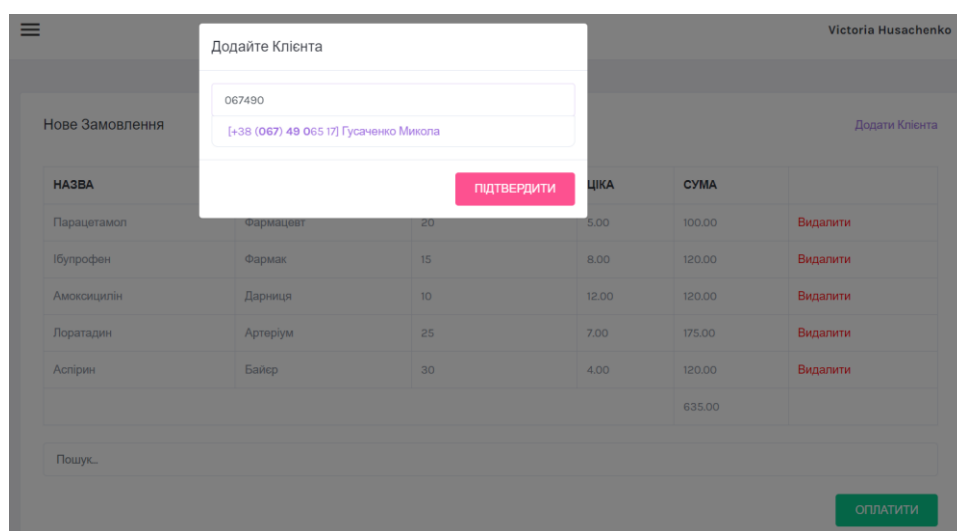 Victoria Husachenko
Додайте Клієнта
067490
[+38 (067) 49 065 17] Гусаченко Микола
ПІДТВЕРДИТИ
Нове Замовлення
Додати Клієнта
НАЗВА ЦІКА СУМА
Парацетамол Фармацевт 20 5.00 100.00 Видалити
Ібупрофен Фармак 15 8.00 120.00 Видалити
Амоксицилін Дарниця 10 12.00 120.00 Видалити
Лоратадин Артеріум 25 7.00 175.00 Видалити
Аспірин Байєр 30 4.00 120.00 Видалити
635.00
Пошук..
ОПЛАТИТИ